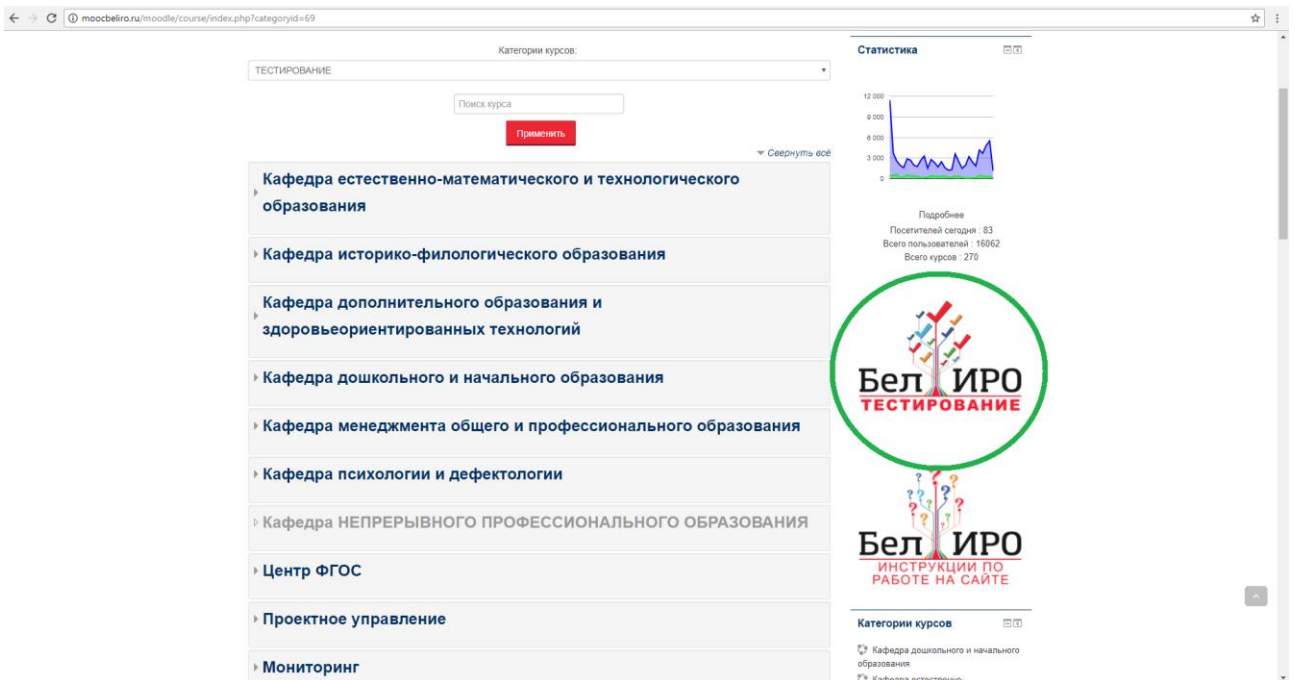 moocbeliro.ru/moodle/course/index.php?categoryid=69
Категории курсов:
ТЕСТИРОВАНИЕ
Поиск курса
Применить
Свернуть всё
Кафедра естественно-математического и технологического
образования
Кафедра историко-филологического образования
Кафедра дополнительного образования и
здоровьеориентированных технологий
Кафедра дошкольного и начального образования
Кафедра менеджмента общего и профессионального образования
Кафедра психологии и дефектологии
Кафедра НЕПРЕРЫВНОГО ПРОФЕССИОНАЛЬНОГО ОБРАЗОВАНИЯ
Центр ФГОС
Проектное управление
Мониторинг
Статистика
12 000
9 000
6 000
3 000
0
Подробнее
Посетителей сегодня : 83
Всего пользователей : 16062
Всего курсов : 270
Бел ИРО
ТЕСТИРОВАНИЕ
Бел ИРО
ИНСТРУКЦИИ ПО
РАБОТЕ НА САЙТЕ
Категории курсов
Кафедра дошкольного и начального
образования
Кафедра естественно-